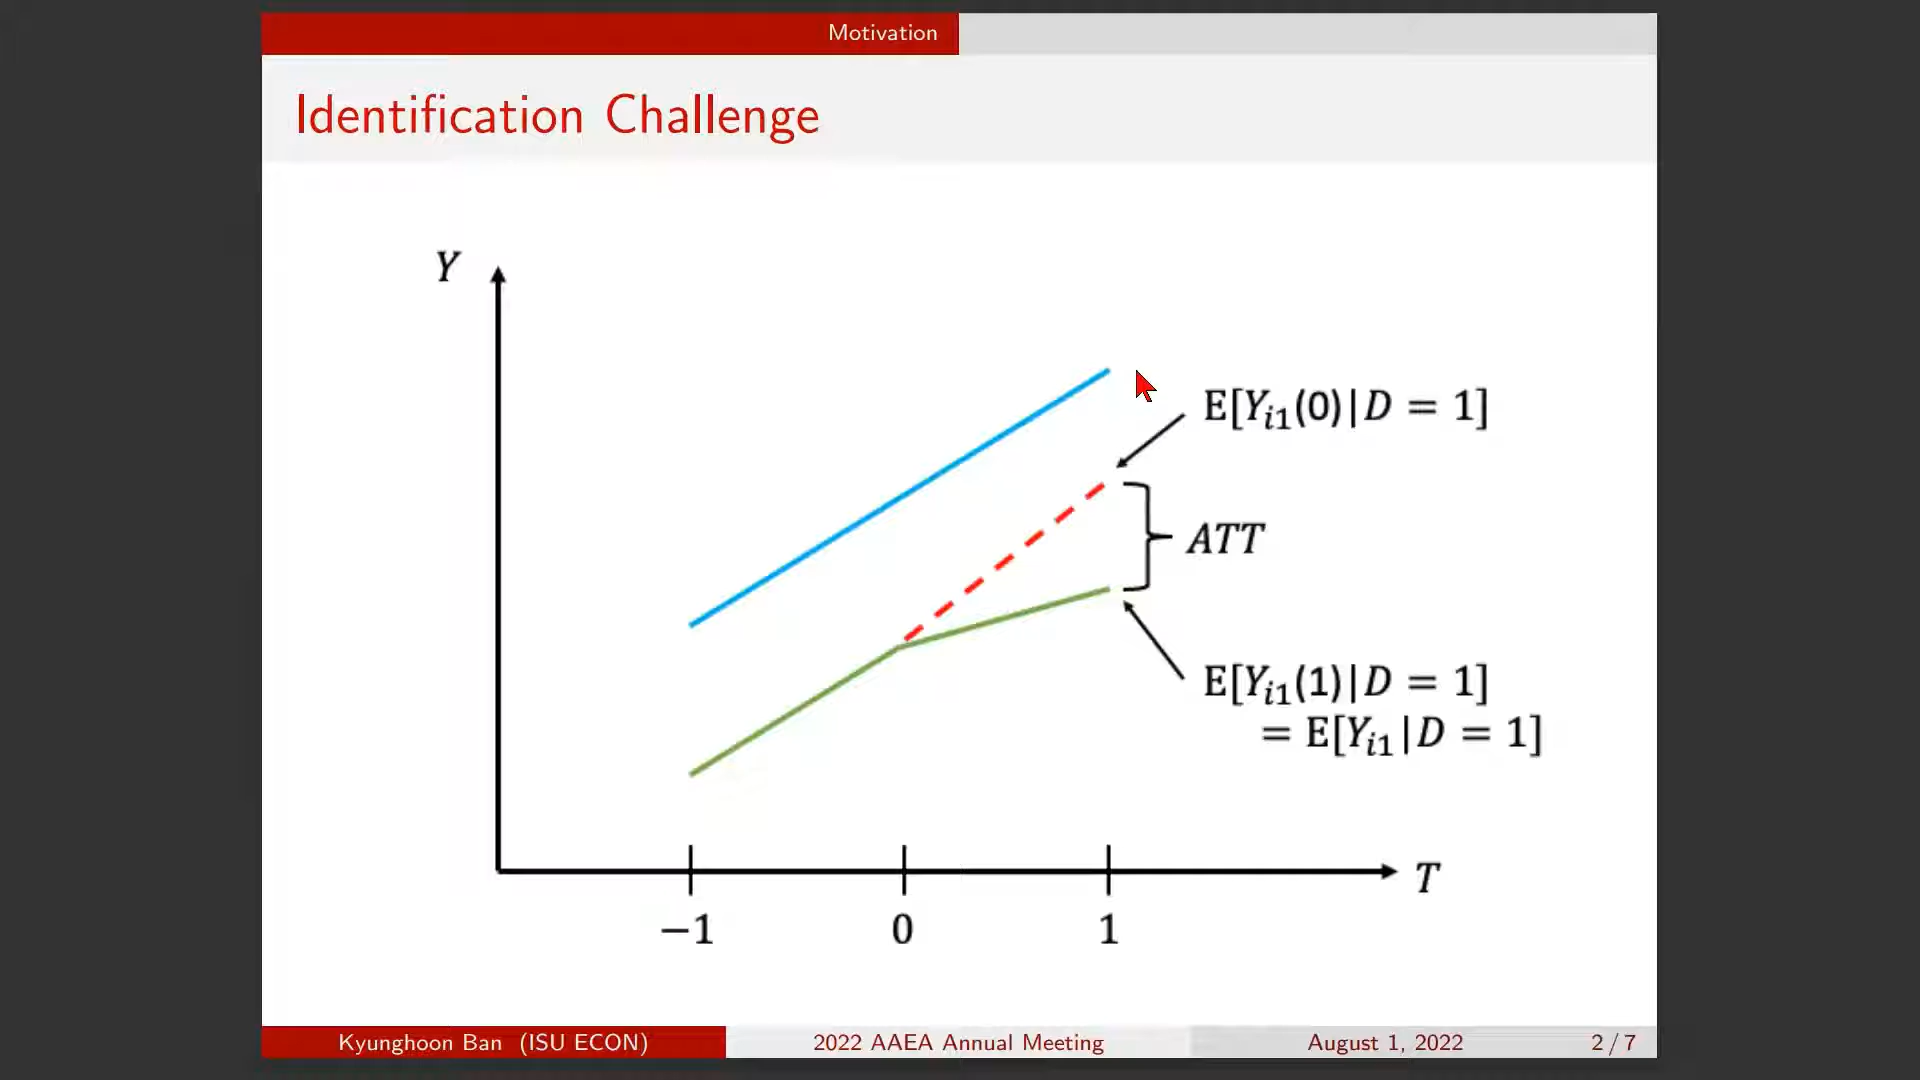 Motivation
Identification Challenge
Y
E[Y_{i1}(0)|D = 1]
ATT
E[Y_{i1}(1)|D = 1]
= E[Y_{i1}|D = 1]
T
−1 0 1
Kyunghoon Ban (ISU ECON) 2022 AAEA Annual Meeting August 1, 2022 2 / 7